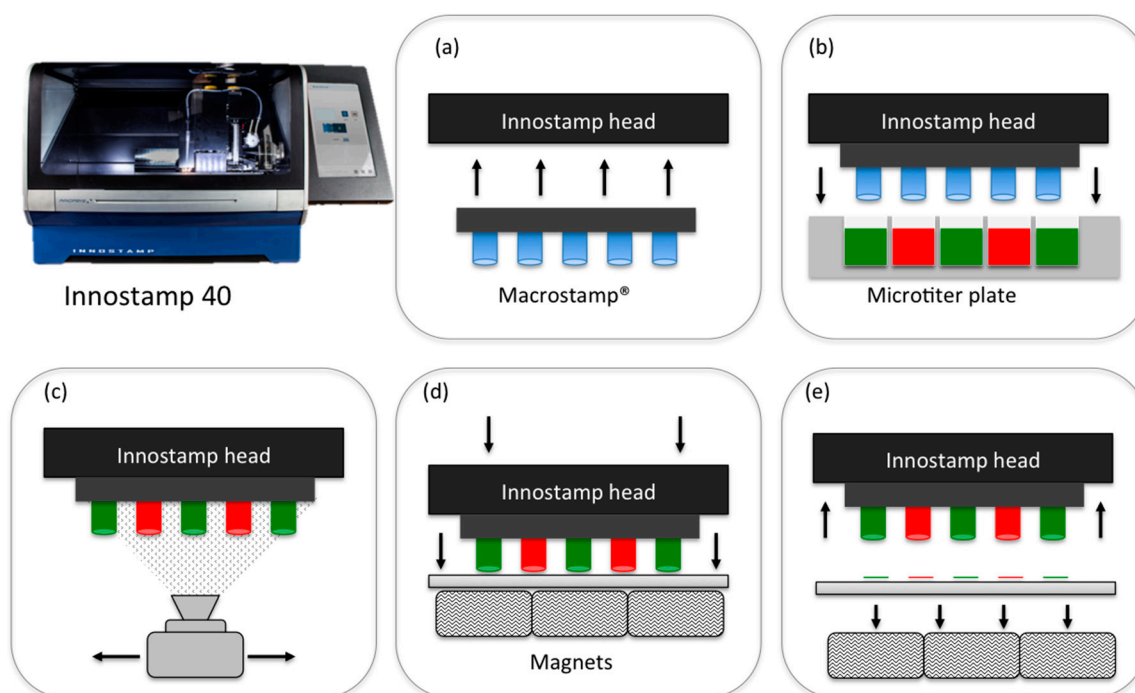 INNOSTAMP
Innostamp 40
(a)
Innostamp head
Macrostamp®
(b)
Innostamp head
Microtiter plate
(c)
Innostamp head
(d)
Innostamp head
Magnets
(e)
Innostamp head